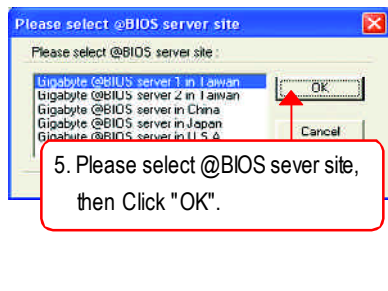 Please select @BIOS server site
Please select @BIOS server site :
Gigabyte @BIOS server 1 in Taiwan
Gigabyte @BIOS server 2 in Taiwan
Gigabyte @BIOS server in China
Gigabyte @BIOS server in Japan
Gigabyte @BIOS server in U.S.A.
OK
Cancel
5. Please select @BIOS sever site,
then Click "OK".